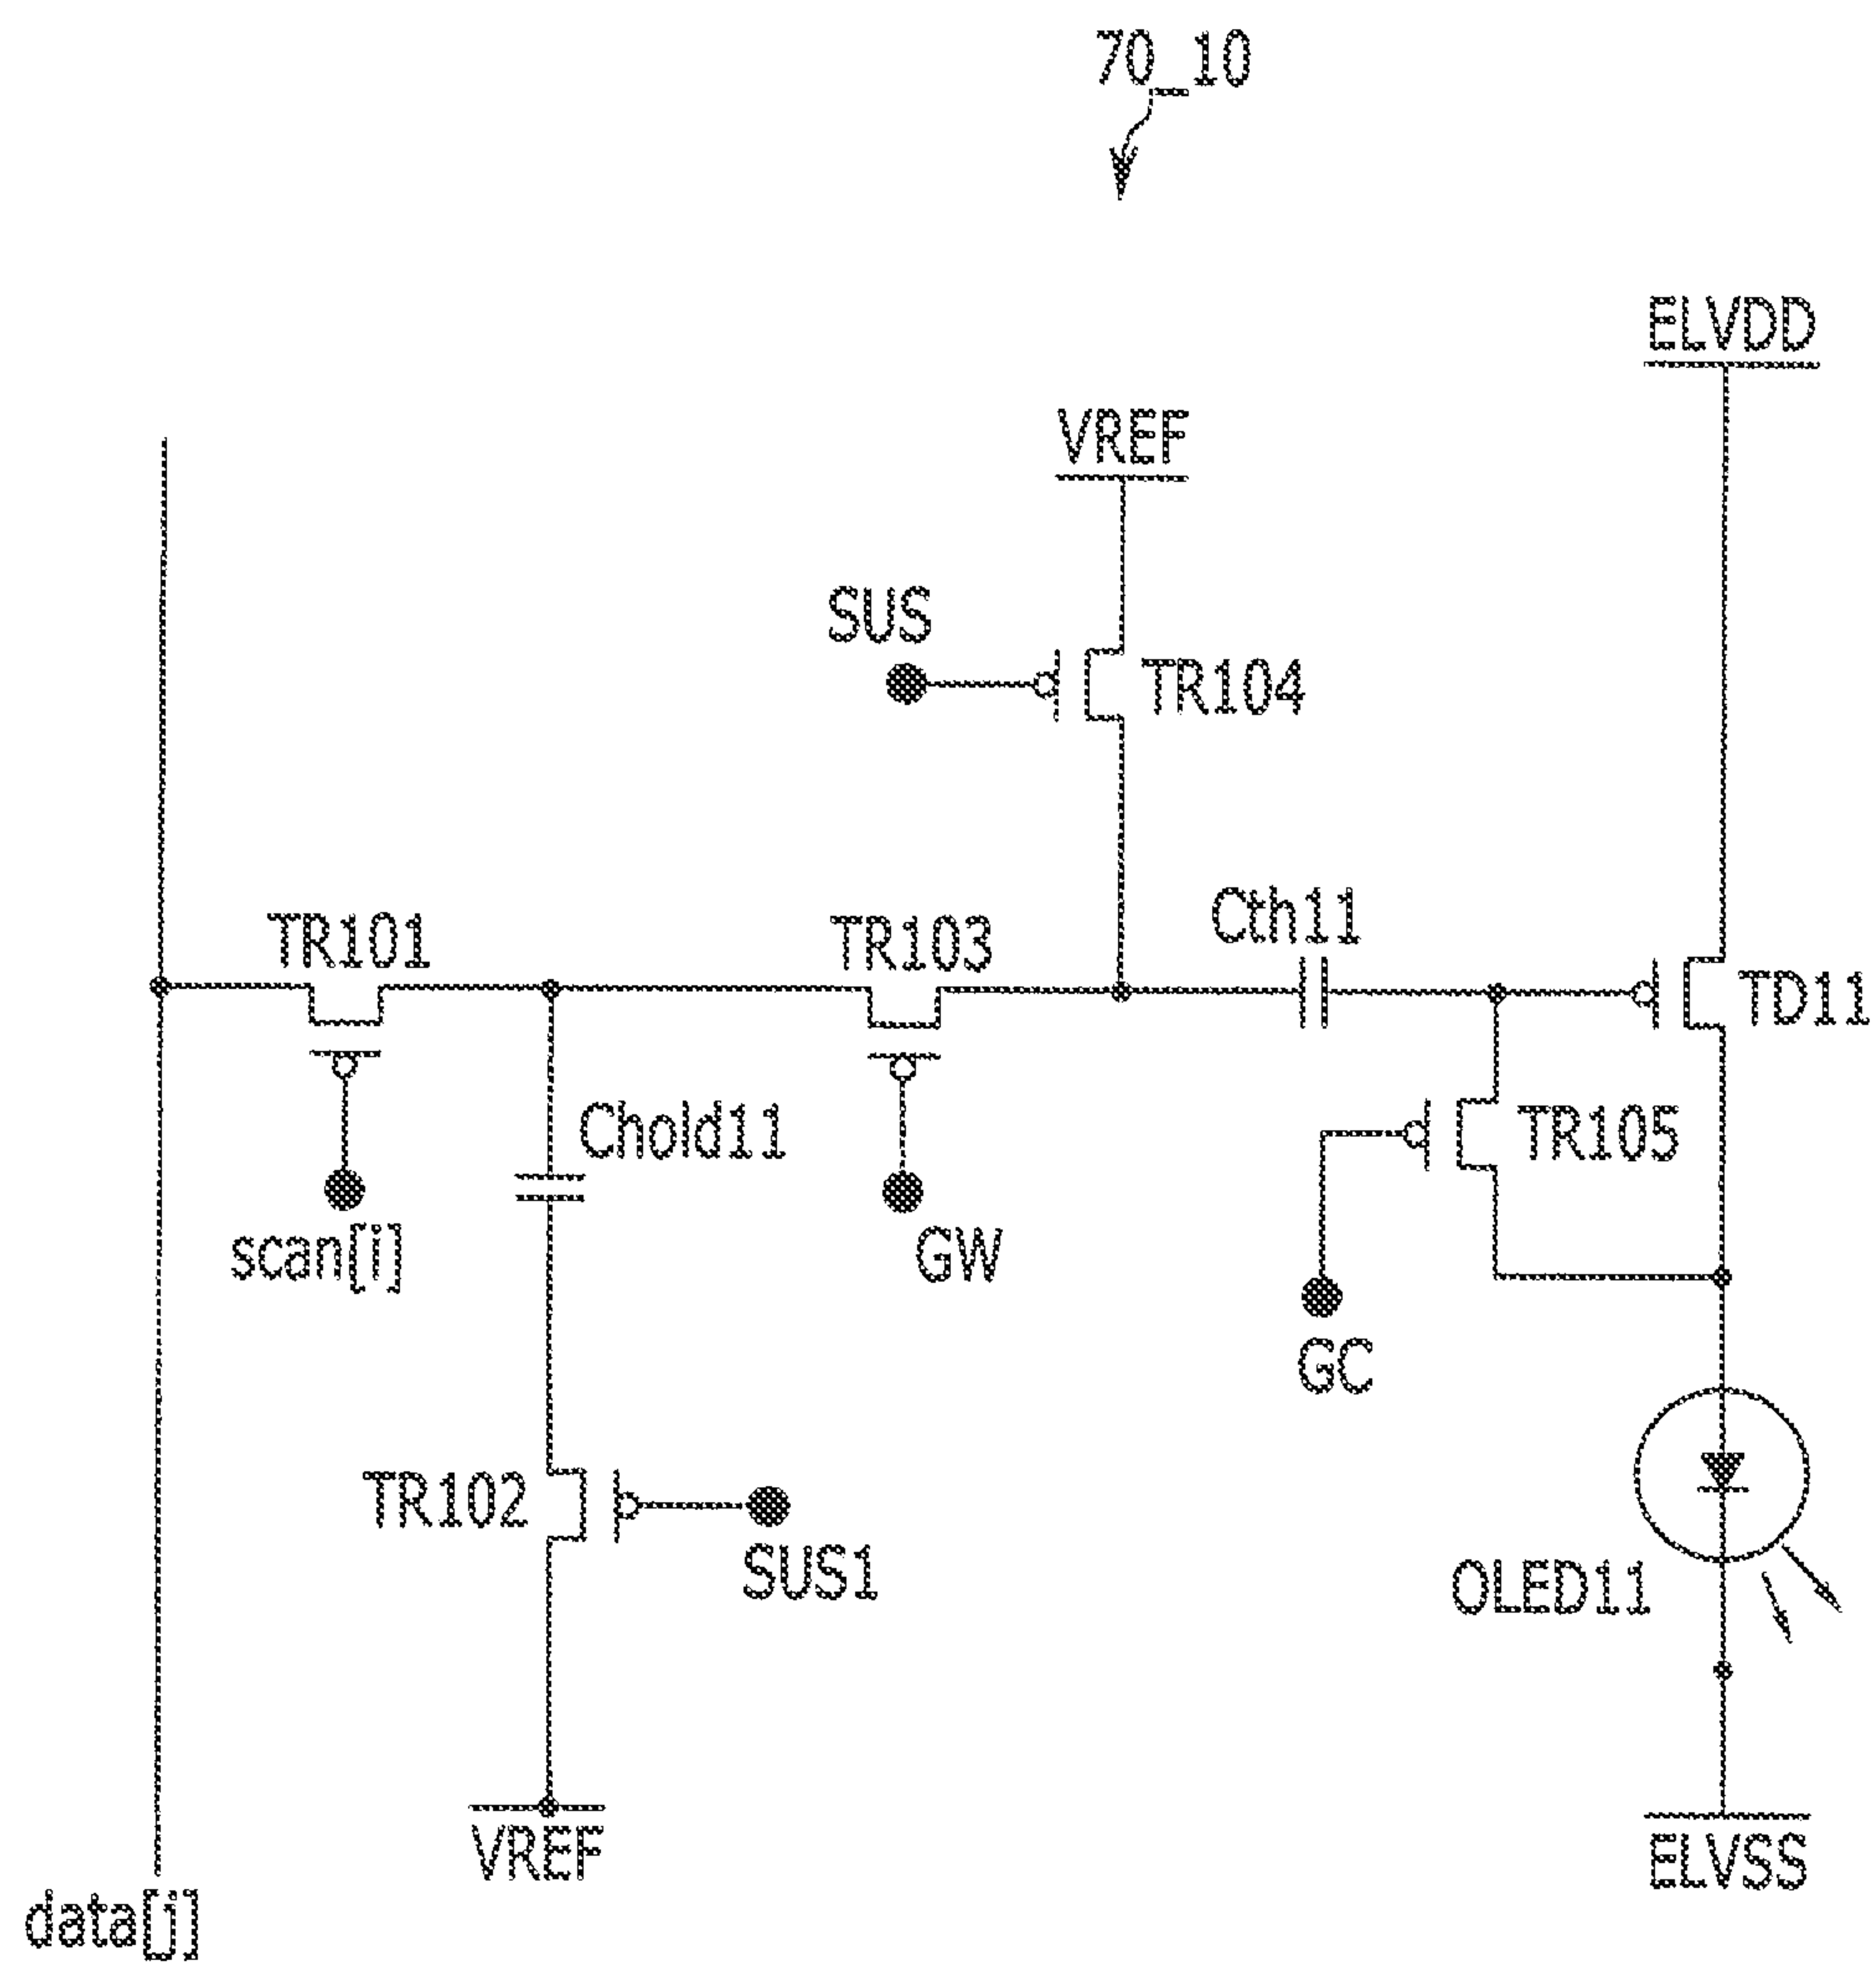 70_10
ELVDD
VREF
SUS
TR104
Cth11
TR101
TR103
TD11
Chold11
TR105
scan[i]
GW
GC
TR102
SUS1
OLED11
VREF
ELVSS
data[j]